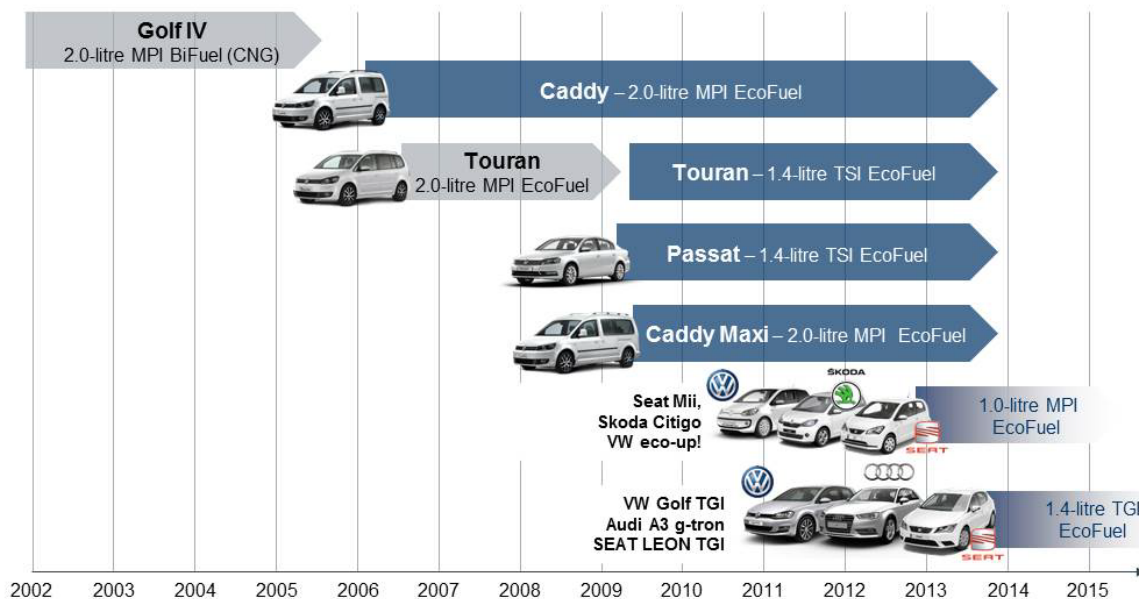 Golf IV
2.0-litre MPI BiFuel (CNG)
Caddy – 2.0-litre MPI EcoFuel
Touran
2.0-litre MPI EcoFuel
Touran – 1.4-litre TSI EcoFuel
Passat – 1.4-litre TSI EcoFuel
Caddy Maxi – 2.0-litre MPI EcoFuel
ŠKODA
Seat Mii,
Skoda Citigo
VW eco-up!
SEAT
1.0-litre MPI
EcoFuel
VW Golf TGI
Audi A3 g-tron
SEAT LEON TGI
SEAT
1.4-litre TGI
EcoFuel
2002 2003 2004 2005 2006 2007 2008 2009 2010 2011 2012 2013 2014 2015